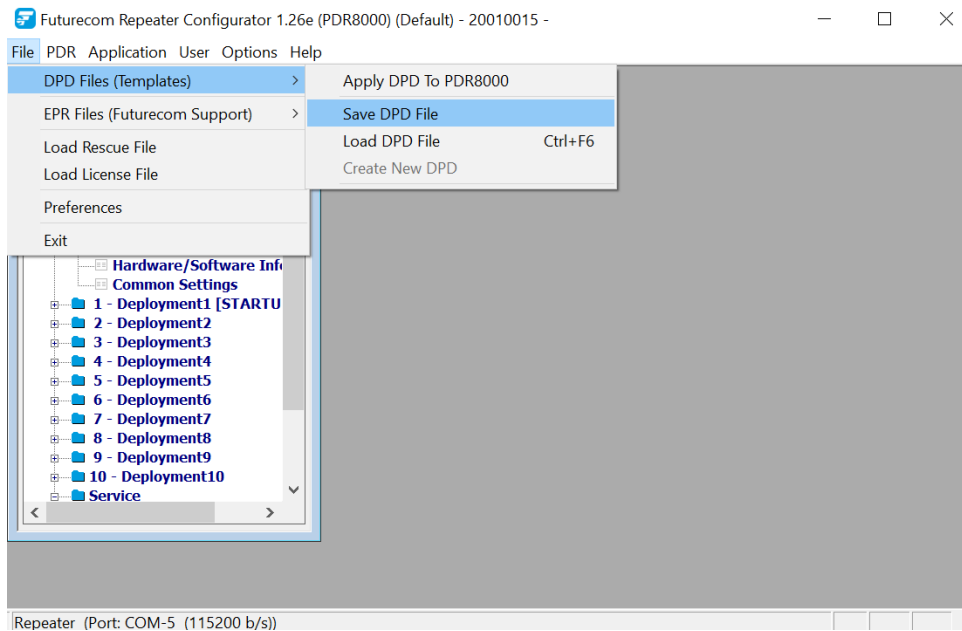 Futurecom Repeater Configurator 1.26e (PDR8000) (Default) - 20010015 -
File PDR Application User Options Help
DPD Files (Templates)
EPR Files (Futurecom Support)
Load Rescue File
Load License File
Preferences
Exit
Apply DPD To PDR8000
Save DPD File
Load DPD File Ctrl+F6
Create New DPD
Hardware/Software Info
Common Settings
1 - Deployment1 [STARTU
2 - Deployment2
3 - Deployment3
4 - Deployment4
5 - Deployment5
6 - Deployment6
7 - Deployment7
8 - Deployment8
9 - Deployment9
10 - Deployment10
Service
Repeater (Port: COM-5 (115200 b/s))